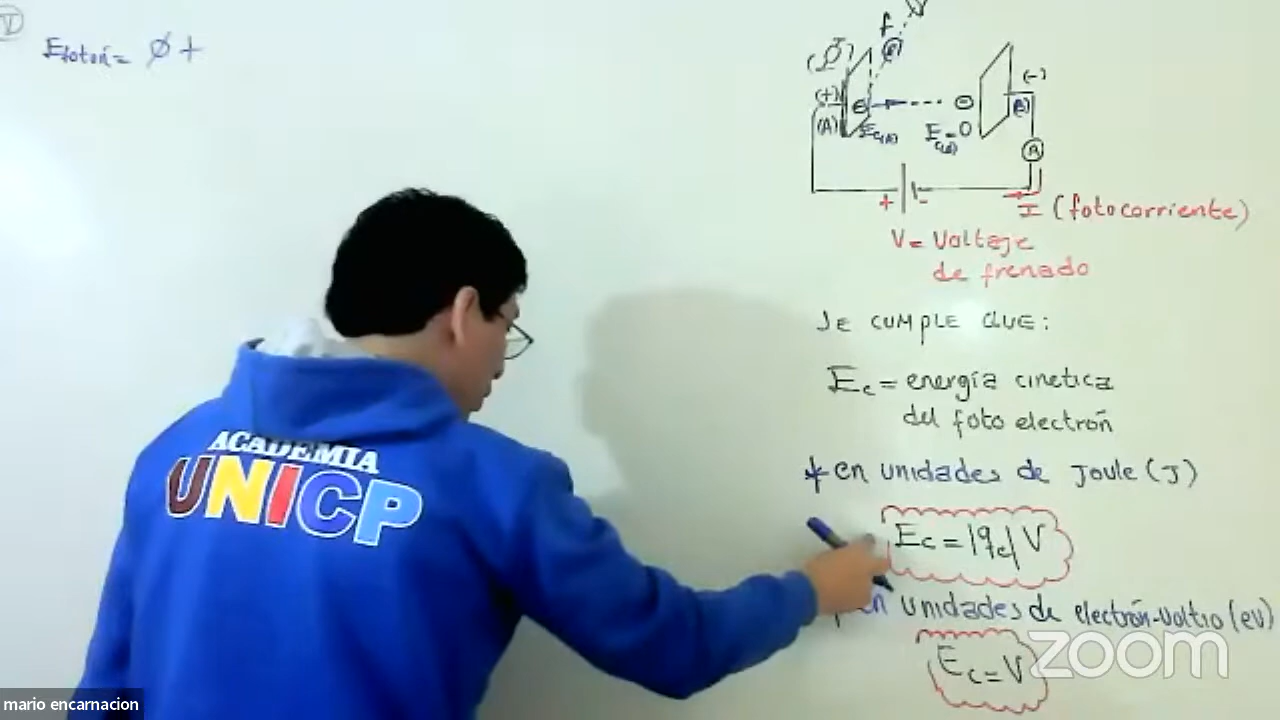 V
Efotón = Ø +
f
(Ø)
(+)
(A)
Ec(A)
Ec(B)=0
(-)
(B)
A
+ -
I (fotocorriente)
V = Voltaje
de frenado
SE CUMPLE QUE:
Ec = energía cinetica
del foto electrón
* en unidades de Joule (J)
Ec = |qe| V
en unidades de electrón-voltio (eV)
Ec = V
ACADEMIA
UNICP
zoom
mario encarnacion